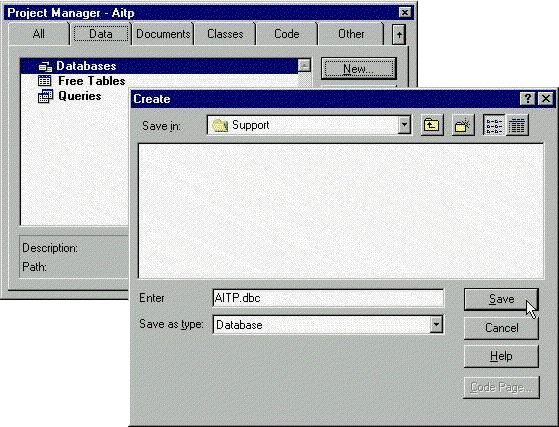 Project Manager - Aitp
All Data Documents Classes Code Other
Databases
Free Tables
Queries
New...
Description:
Path:
Create
Save in: Support
Enter AITP.dbc
Save as type: Database
Save
Cancel
Help
Code Page...